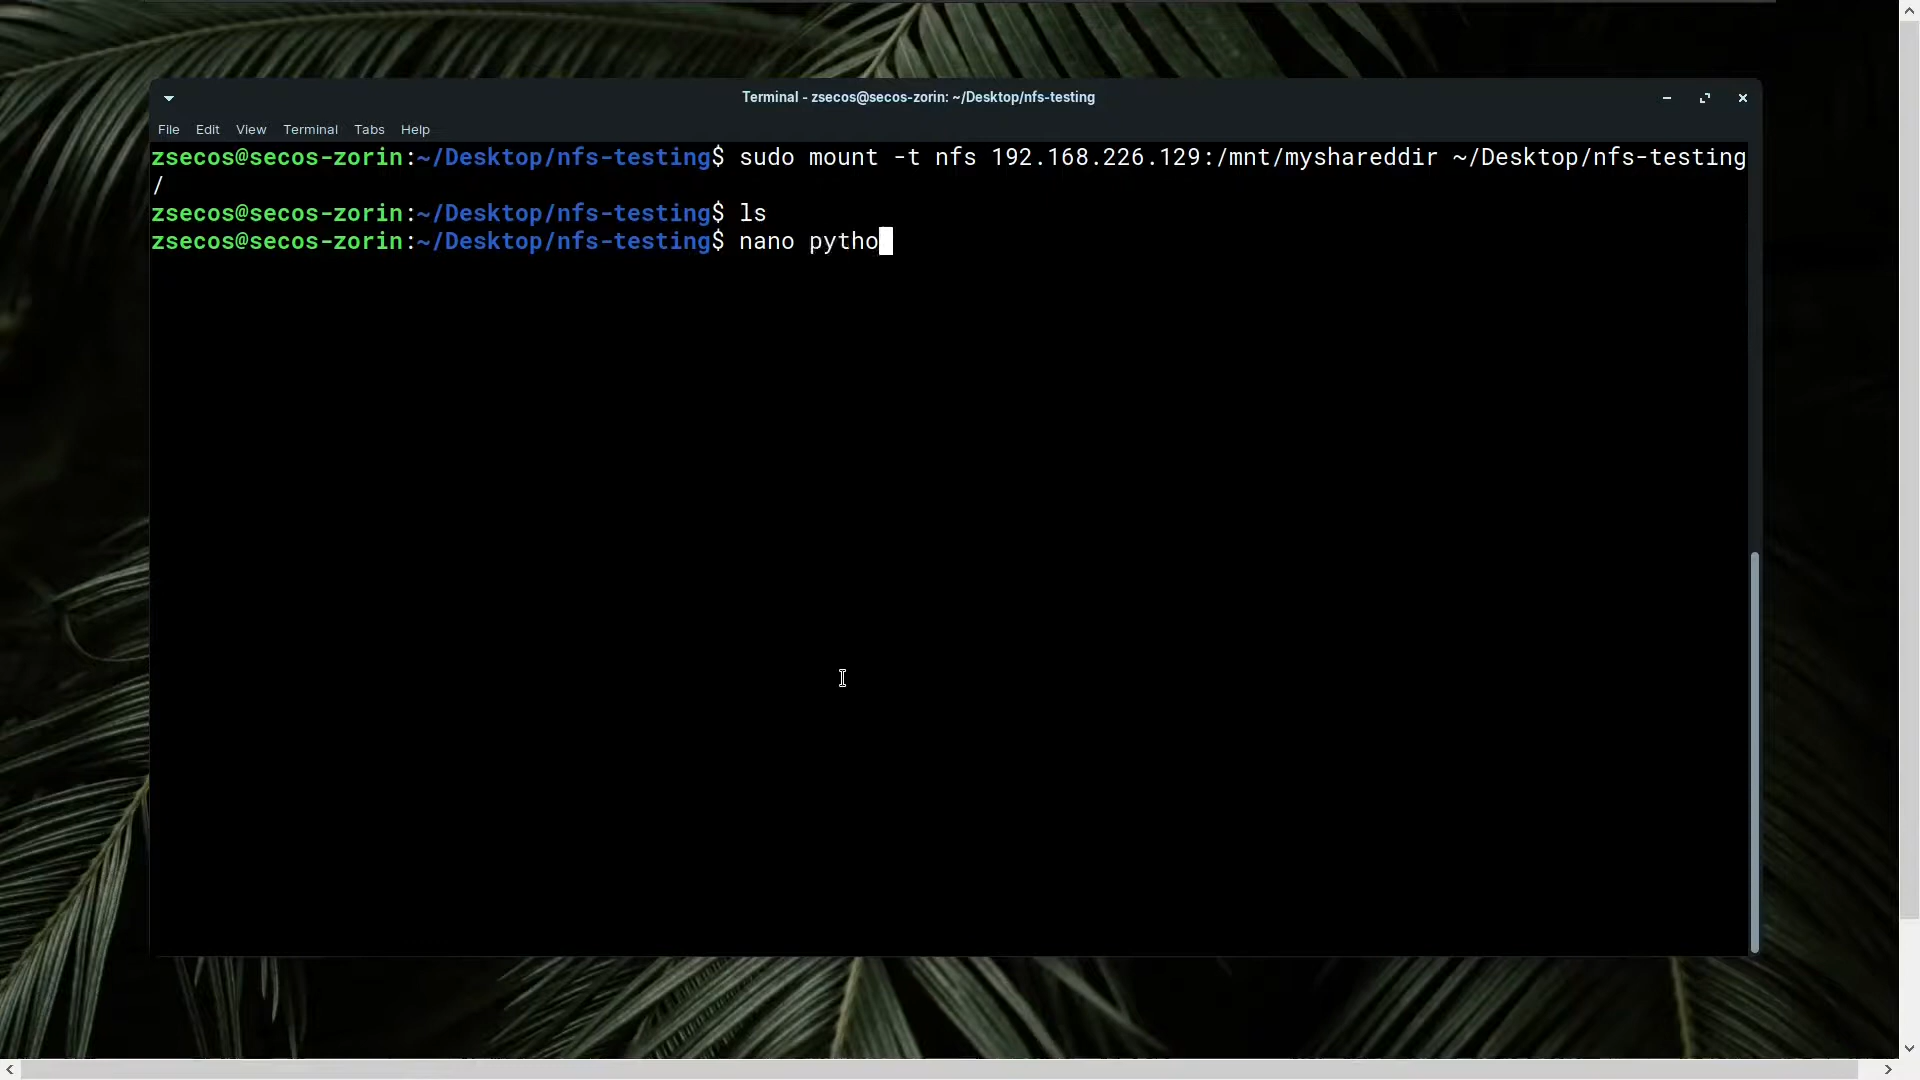 Terminal - zsecos@secos-zorin: ~/Desktop/nfs-testing
File Edit View Terminal Tabs Help
zsecos@secos-zorin:~/Desktop/nfs-testing$ sudo mount -t nfs 192.168.226.129:/mnt/myshareddir ~/Desktop/nfs-testing
/
zsecos@secos-zorin:~/Desktop/nfs-testing$ ls
zsecos@secos-zorin:~/Desktop/nfs-testing$ nano pytho